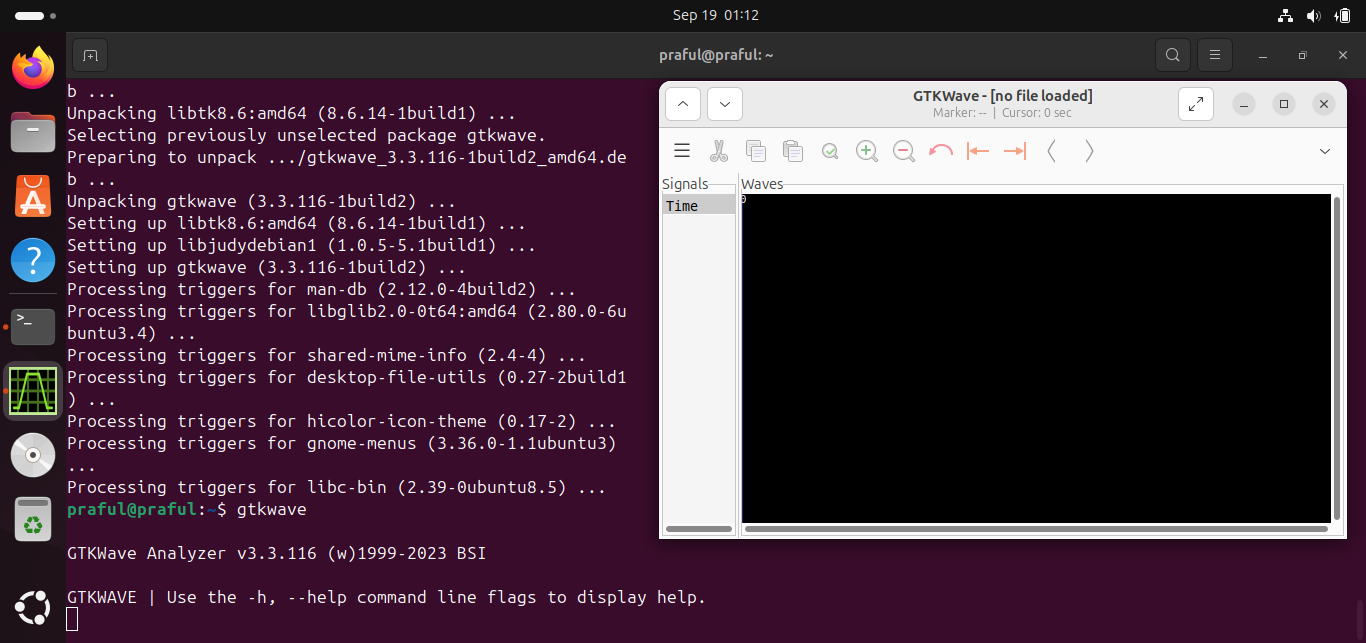 Sep 19 01:12
praful@praful: ~
b ...
Unpacking libtk8.6:amd64 (8.6.14-1build1) ...
Selecting previously unselected package gtkwave.
Preparing to unpack .../gtkwave_3.3.116-1build2_amd64.de
b ...
Unpacking gtkwave (3.3.116-1build2) ...
Setting up libtk8.6:amd64 (8.6.14-1build1) ...
Setting up libjudydebian1 (1.0.5-5.1build1) ...
Setting up gtkwave (3.3.116-1build2) ...
Processing triggers for man-db (2.12.0-4build2) ...
Processing triggers for libglib2.0-0t64:amd64 (2.80.0-6u
buntu3.4) ...
Processing triggers for shared-mime-info (2.4-4) ...
Processing triggers for desktop-file-utils (0.27-2build1
) ...
Processing triggers for hicolor-icon-theme (0.17-2) ...
Processing triggers for gnome-menus (3.36.0-1.1ubuntu3)
...
Processing triggers for libc-bin (2.39-0ubuntu8.5) ...
praful@praful:~$ gtkwave
GTKWave Analyzer v3.3.116 (w)1999-2023 BSI
GTKWAVE | Use the -h, --help command line flags to display help.
GTKWave - [no file loaded]
Marker: -- | Cursor: 0 sec
Signals
Waves
Time
0